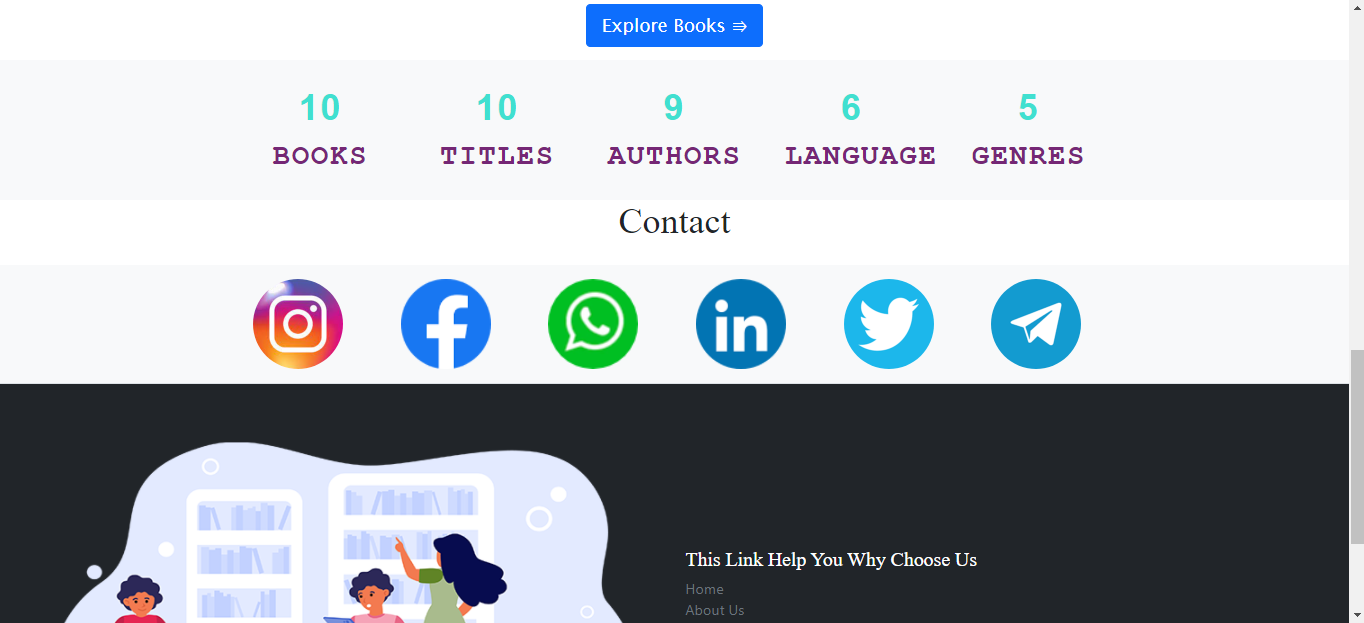 Explore Books ⇛
10 10 9 6 5
BOOKS TITLES AUTHORS LANGUAGE GENRES
Contact
in
This Link Help You Why Choose Us
Home
About Us